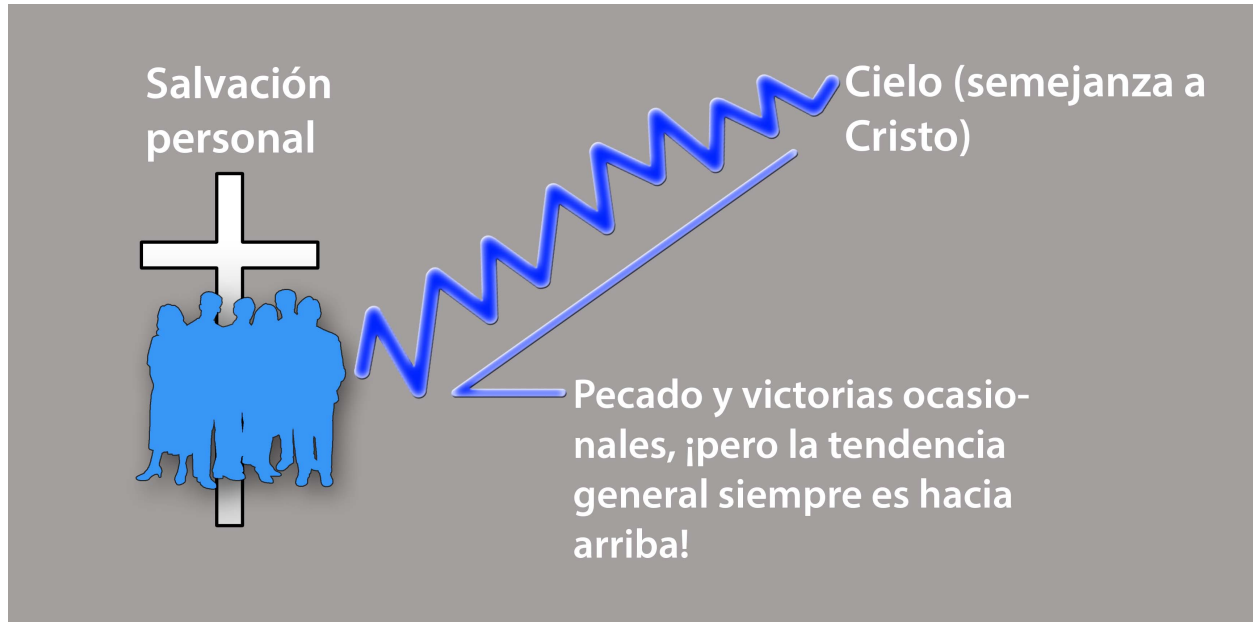 Salvación
personal
Cielo (semejanza a
Cristo)
Pecado y victorias ocasio-
nales, ¡pero la tendencia
general siempre es hacia
arriba!